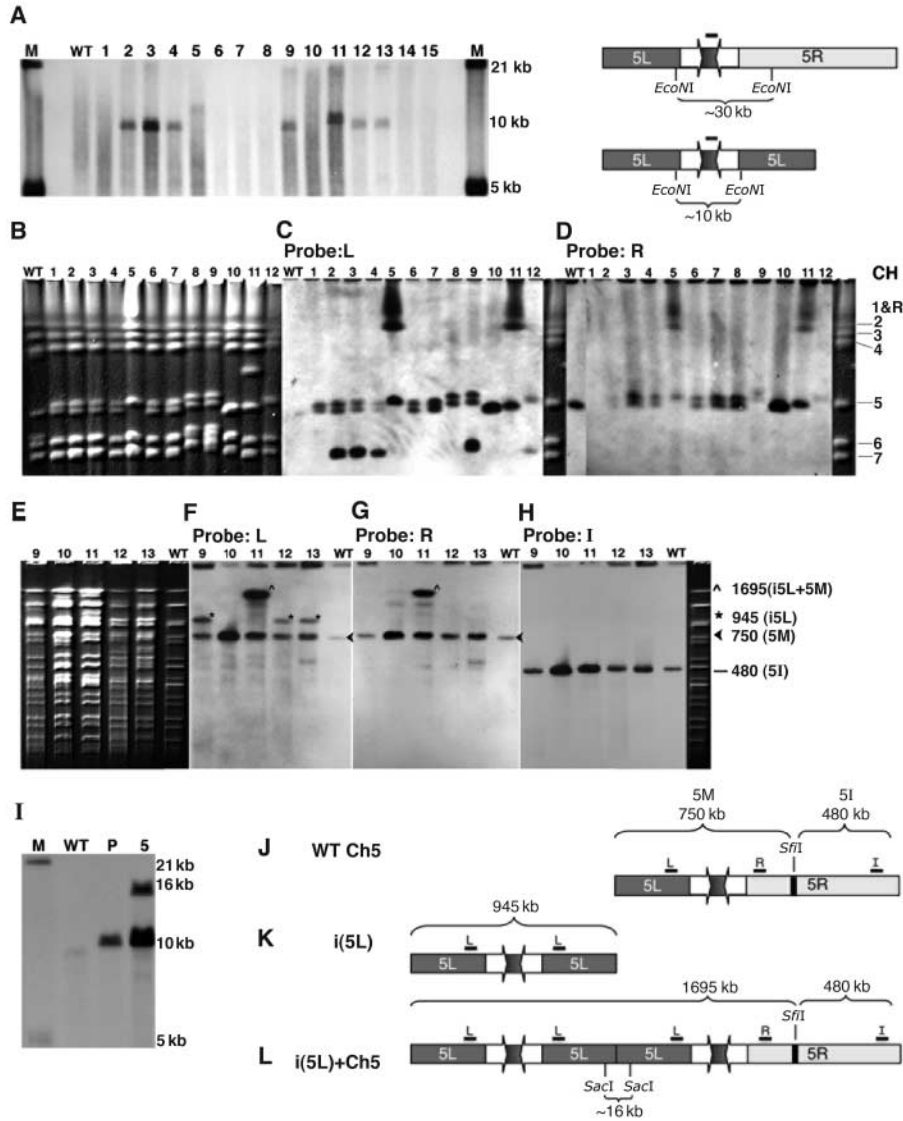 A
M WT 1 2 3 4 5 6 7 8 9 10 11 12 13 14 15 M
21 kb
10 kb
5 kb
5L 5R
EcoNI EcoNI
~30 kb
5L 5L
EcoNI EcoNI
~10 kb
B
WT 1 2 3 4 5 6 7 8 9 10 11 12
C
Probe:L
WT 1 2 3 4 5 6 7 8 9 10 11 12
D
Probe: R
WT 1 2 3 4 5 6 7 8 9 10 11 12
CH
1&R
2
3
4
5
6
7
E
9 10 11 12 13 WT
F
Probe: L
9 10 11 12 13 WT
^
* * *
G
Probe: R
9 10 11 12 13 WT
^
H
Probe: I
9 10 11 12 13 WT
^ 1695(i5L+5M)
* 945 (i5L)
750 (5M)
480 (5I)
I
M WT P 5
21 kb
16 kb
10 kb
5 kb
J WT Ch5
5M 5I
750 kb 480 kb
SfiI
L R I
5L 5R
K i(5L)
945 kb
L L
5L 5L
L i(5L)+Ch5
1695 kb 480 kb
SfiI
L L L R I
5L 5L 5L 5R
SacI SacI
~16 kb